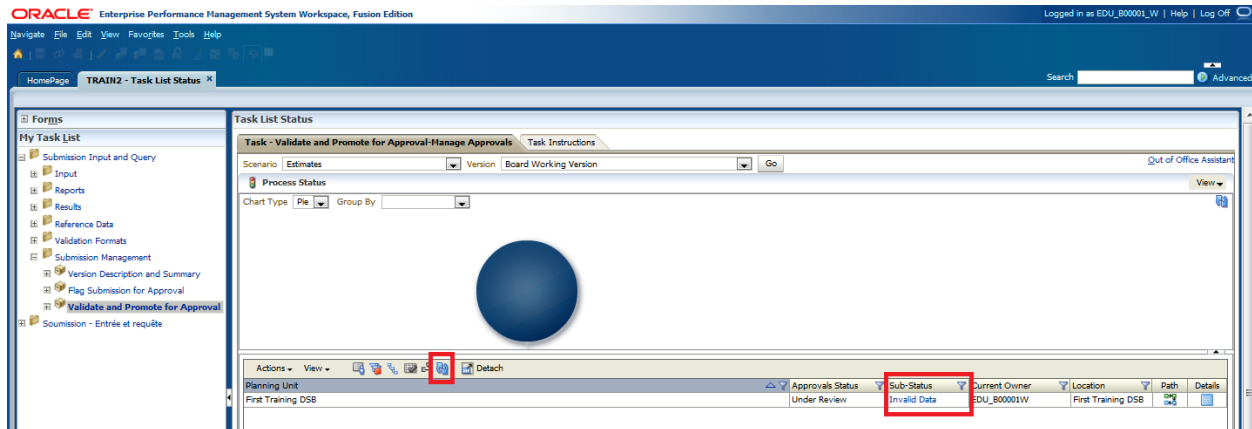 ORACLE Enterprise Performance Management System Workspace, Fusion Edition
Logged in as EDU_B00001_W | Help | Log Off
Navigate File Edit View Favorites Tools Help
HomePage TRAIN2 - Task List Status × Search Advanced
Forms
My Task List
Submission Input and Query
Input
Reports
Results
Reference Data
Validation Formats
Submission Management
Version Description and Summary
Flag Submission for Approval
Validate and Promote for Approval
Soumission - Entrée et requête
Task List Status
Task - Validate and Promote for Approval-Manage Approvals Task Instructions
Scenario Estimates Version Board Working Version Go Out of Office Assistant
Process Status View
Chart Type Pie Group By
Actions View Detach
Planning Unit Approvals Status Sub-Status Current Owner Location Path Details
First Training DSB Under Review Invalid Data EDU_B00001W First Training DSB